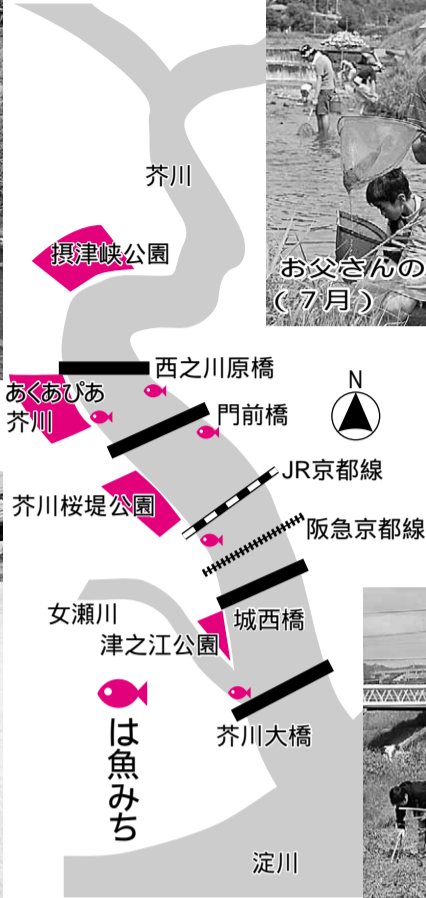 芥川
摂津峡公園
お父さんの
(7月)
西之川原橋
あくあぴあ
芥川
門前橋
N
JR京都線
芥川桜堤公園
阪急京都線
女瀬川
津之江公園
城西橋
は魚みち
芥川大橋
淀川